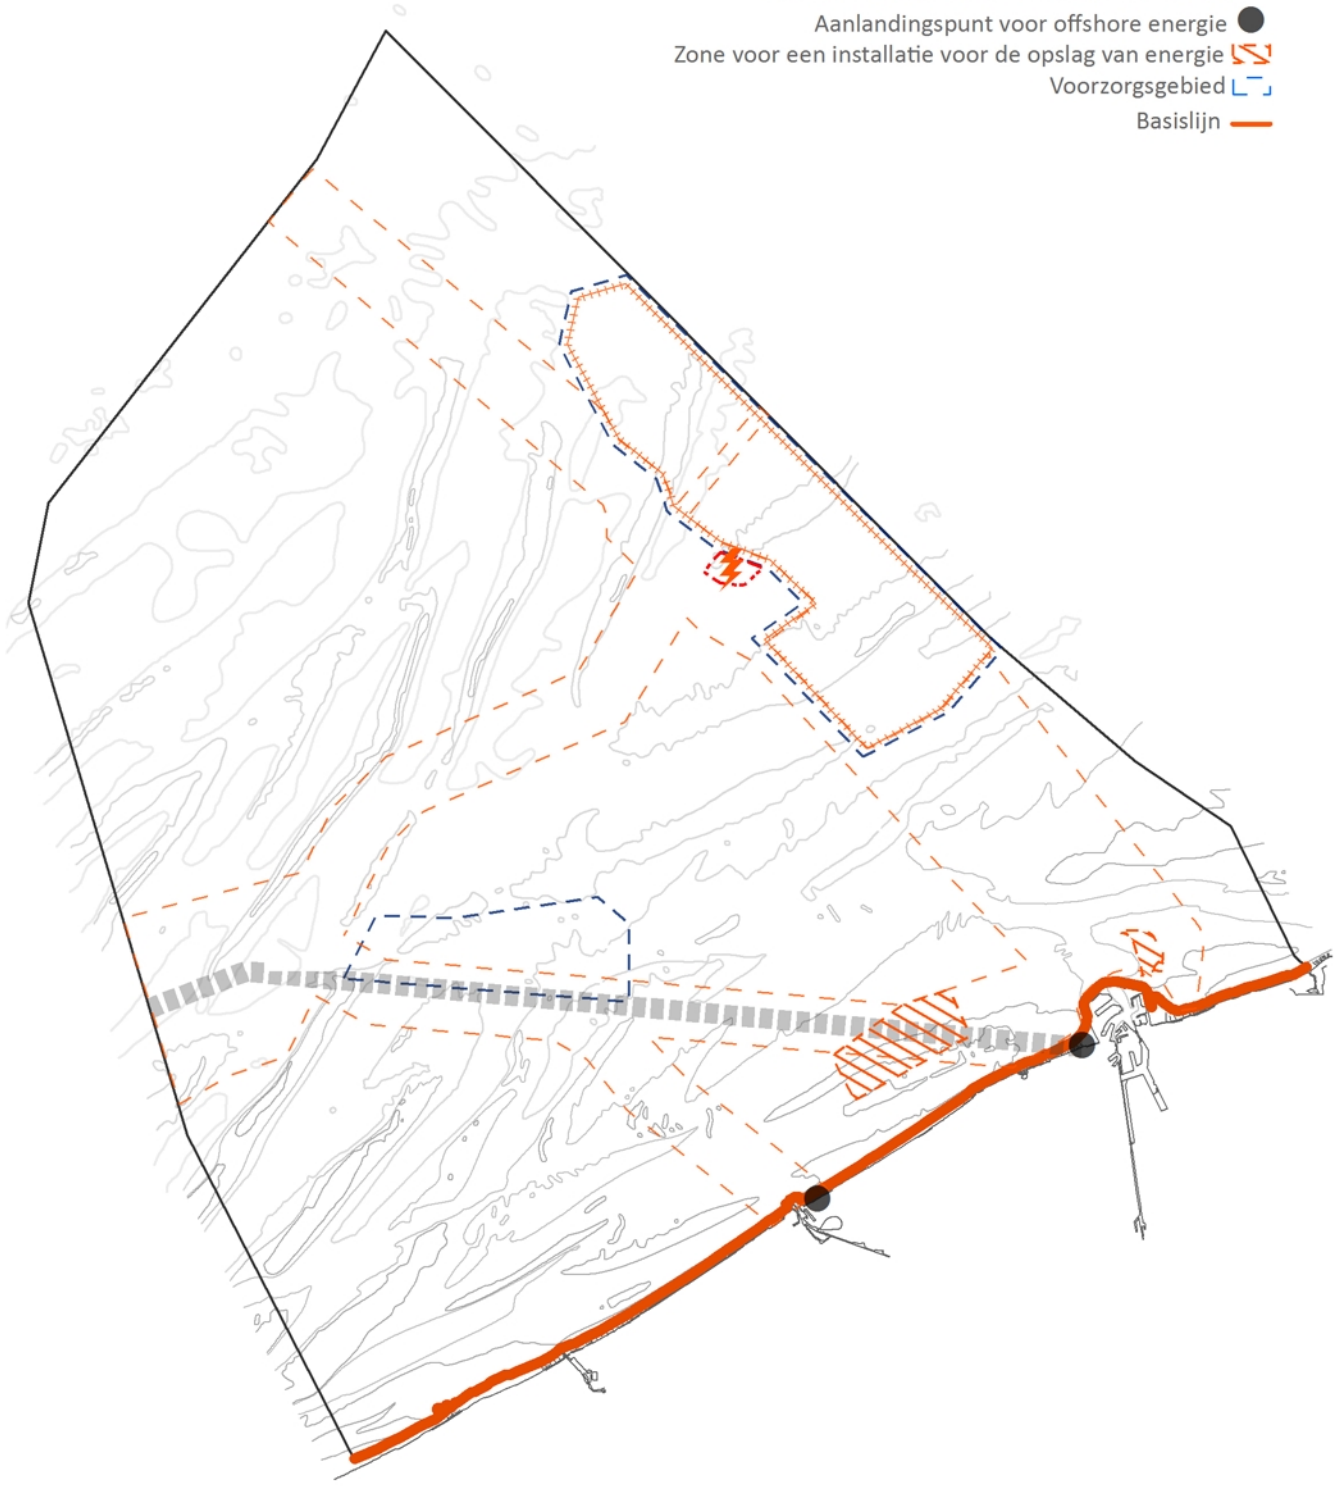 Aanlandingspunt voor offshore energie
Zone voor een installatie voor de opslag van energie
Voorzorgsgebied
Basislijn